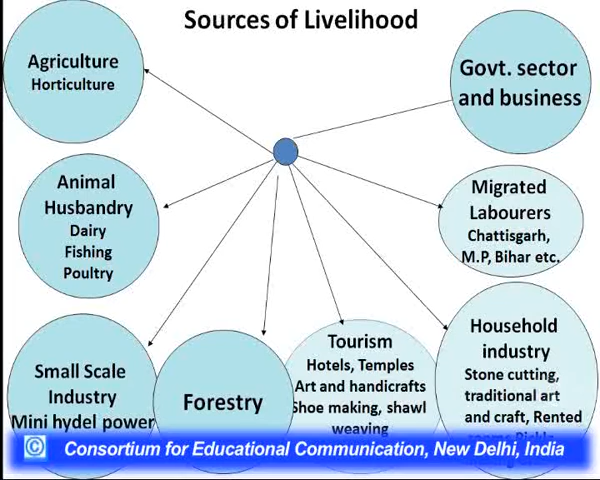 Sources of Livelihood
Agriculture
Horticulture
Govt. sector
and business
Animal
Husbandry
Dairy
Fishing
Poultry
Migrated
Labourers
Chattisgarh,
M.P, Bihar etc.
Small Scale
Industry
Mini hydel power
Forestry
Tourism
Hotels, Temples
Art and handicrafts
Shoe making, shawl
weaving
Household
industry
Stone cutting,
traditional art
and craft, Rented
© Consortium for Educational Communication, New Delhi, India